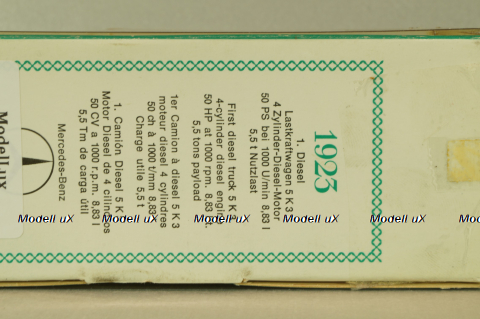 1923
1. Diesel
Lastkraftwagen 5 K 3
4 Zylinder-Diesel-Motor
50 PS bei 1000 U/min 8,83 l
5,5 t Nutzlast
First diesel truck 5 K 3
4-cylinder diesel engine
50 HP at 1000 rpm. 8,83 l.
5,5 tons payload
1er Camion à diesel 5 K 3
moteur diesel 4 cylindres
50 ch à 1000 t/mm 8,83 l
Charge utile 5,5 t
1. Camión Diesel 5 K 3
Motor Diesel de 4 cilindros
50 CV a 1000 r.p.m. 8,83 l
5,5 Tm de carga útil
Mercedes-Benz
Modellux
Modell uX Modell uX Modell uX Modell uX Modell uX Mode